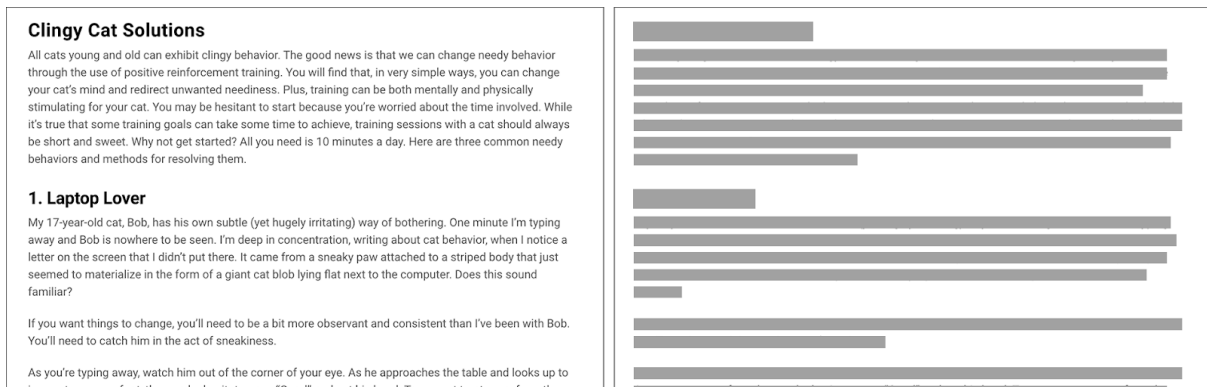 Clingy Cat Solutions
All cats young and old can exhibit clingy behavior. The good news is that we can change needy behavior
through the use of positive reinforcement training. You will find that, in very simple ways, you can change
your cat's mind and redirect unwanted neediness. Plus, training can be both mentally and physically
stimulating for your cat. You may be hesitant to start because you're worried about the time involved. While
it's true that some training goals can take some time to achieve, training sessions with a cat should always
be short and sweet. Why not get started? All you need is 10 minutes a day. Here are three common needy
behaviors and methods for resolving them.
1. Laptop Lover
My 17-year-old cat, Bob, has his own subtle (yet hugely irritating) way of bothering. One minute I'm typing
away and Bob is nowhere to be seen. I'm deep in concentration, writing about cat behavior, when I notice a
letter on the screen that I didn't put there. It came from a sneaky paw attached to a striped body that just
seemed to materialize in the form of a giant cat blob lying flat next to the computer. Does this sound
familiar?
If you want things to change, you'll need to be a bit more observant and consistent than I've been with Bob.
You'll need to catch him in the act of sneakiness.
As you're typing away, watch him out of the corner of your eye. As he approaches the table and looks up to